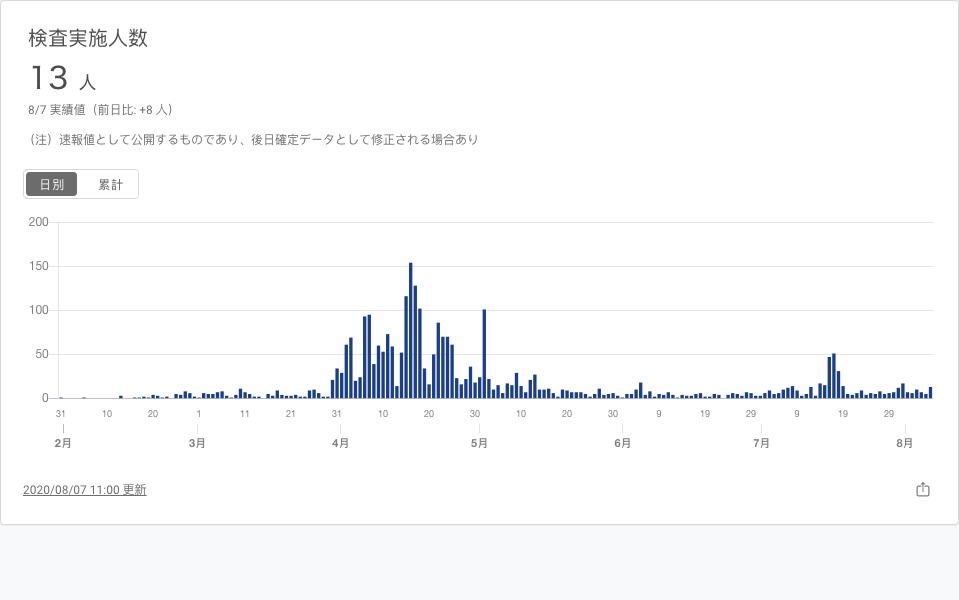 検査実施人数
13 人
8/7 実績値（前日比: +8 人）
（注）速報値として公開するものであり、後日確定データとして修正される場合あり
日別 累計
200
150
100
50
0
31 10 20 1 11 21 31 10 20 30 10 20 30 9 19 29 9 19 29
2月 3月 4月 5月 6月 7月 8月
2020/08/07 11:00 更新